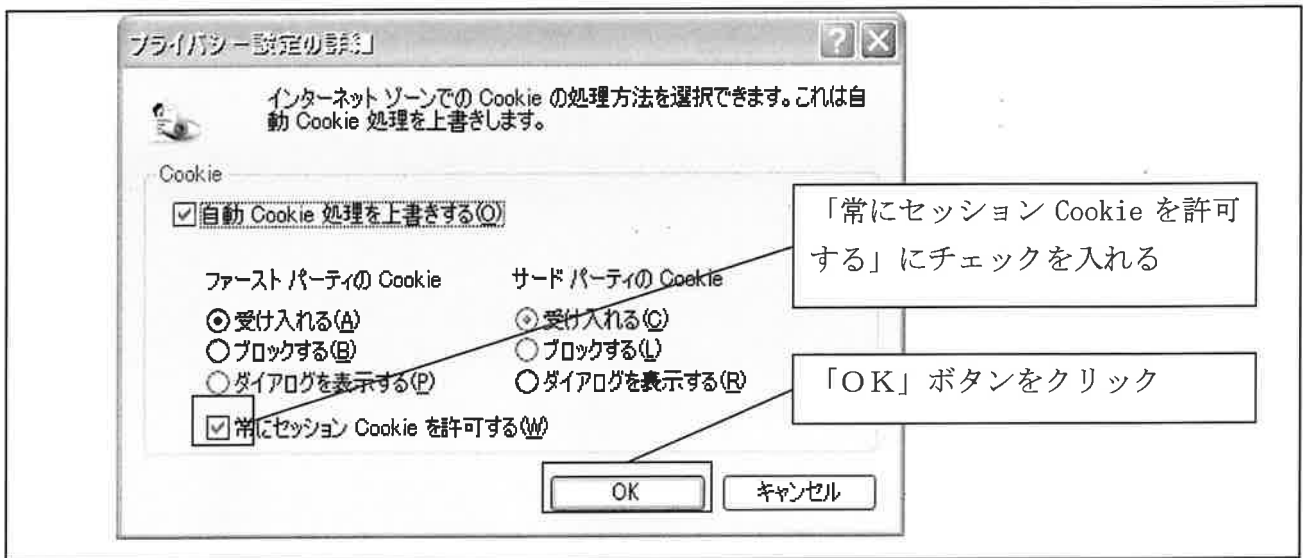 プライバシー設定の詳細
インターネット ゾーンでの Cookie の処理方法を選択できます。これは自
動 Cookie 処理を上書きします。
Cookie
自動 Cookie 処理を上書きする(O)
ファースト パーティの Cookie
サード パーティの Cookie
受け入れる(A)
受け入れる(C)
ブロックする(B)
ブロックする(L)
ダイアログを表示する(P)
ダイアログを表示する(R)
常にセッション Cookie を許可する(W)
OK
キャンセル
「常にセッション Cookie を許可
する」にチェックを入れる
「ＯＫ」ボタンをクリック